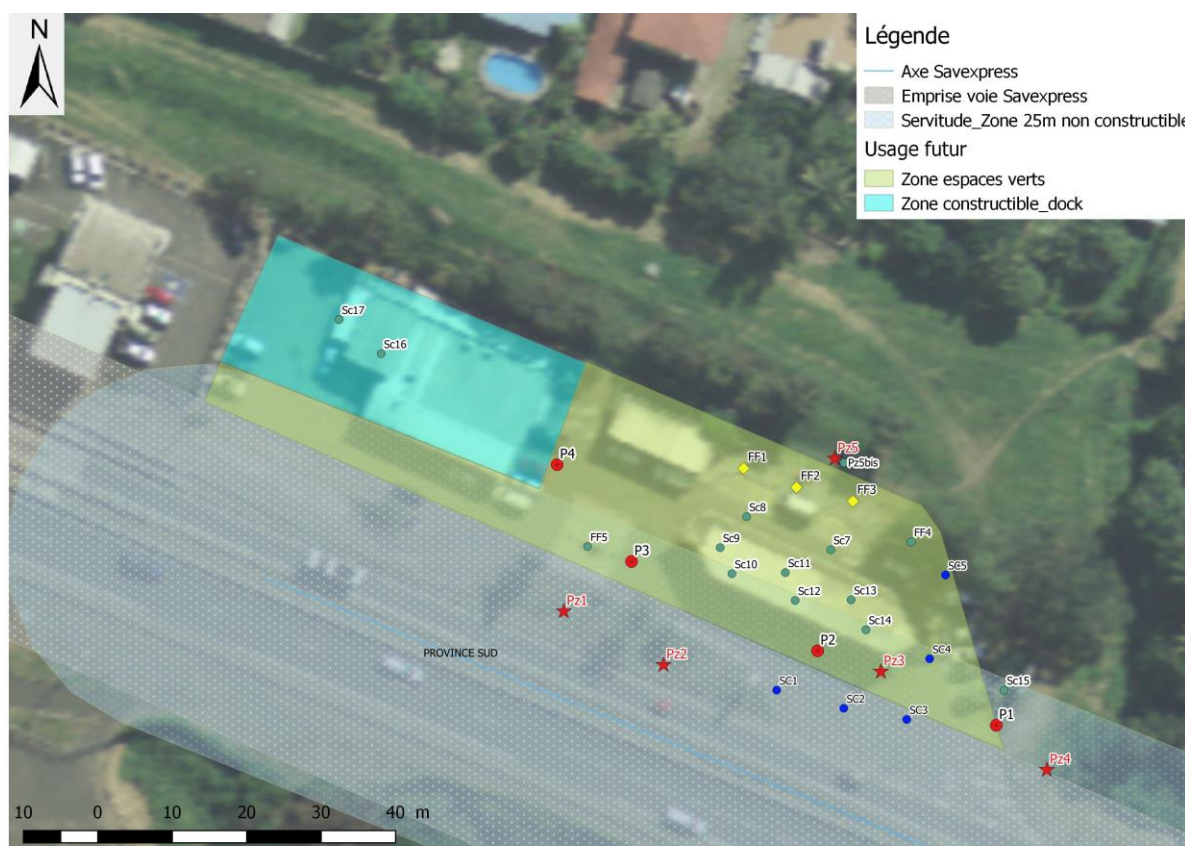 N
Légende
Axe Savexpress
Emprise voie Savexpress
Servitude_Zone 25m non constructible
Usage futur
Zone espaces verts
Zone constructible_dock
Sc17
Sc16
P4
Pz5
Pz5bis
FF1
FF2
FF3
Sc8
FF4
Sc9
Sc7
FF5
P3
Sc10
Sc11
SC5
Sc12
Sc13
Pz1
Sc14
PROVINCE SUD
P2
Pz2
Pz3
SC4
SC1
Sc15
SC2
SC3
P1
Pz4
10 0 10 20 30 40 m